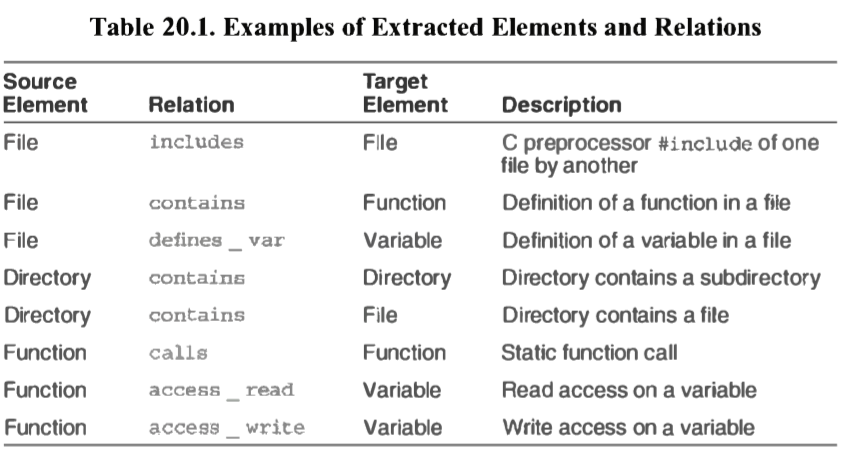 Table 20.1. Examples of Extracted Elements and Relations
Source Element Relation Target Element Description
File includes File C preprocessor #include of one file by another
File contains Function Definition of a function in a file
File defines _ var Variable Definition of a variable in a file
Directory contains Directory Directory contains a subdirectory
Directory contains File Directory contains a file
Function calls Function Static function call
Function access _ read Variable Read access on a variable
Function access _ write Variable Write access on a variable